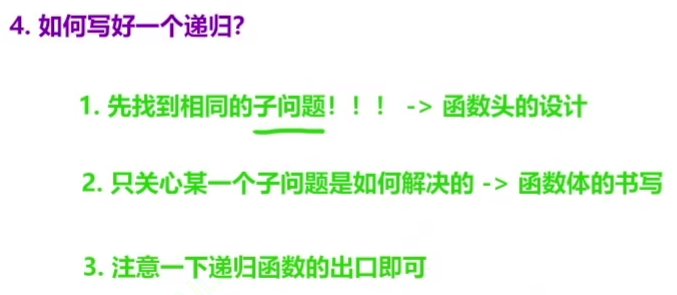 4. 如何写好一个递归？
1. 先找到相同的子问题！！！ -> 函数头的设计
2. 只关心某一个子问题是如何解决的 -> 函数体的书写
3. 注意一下递归函数的出口即可